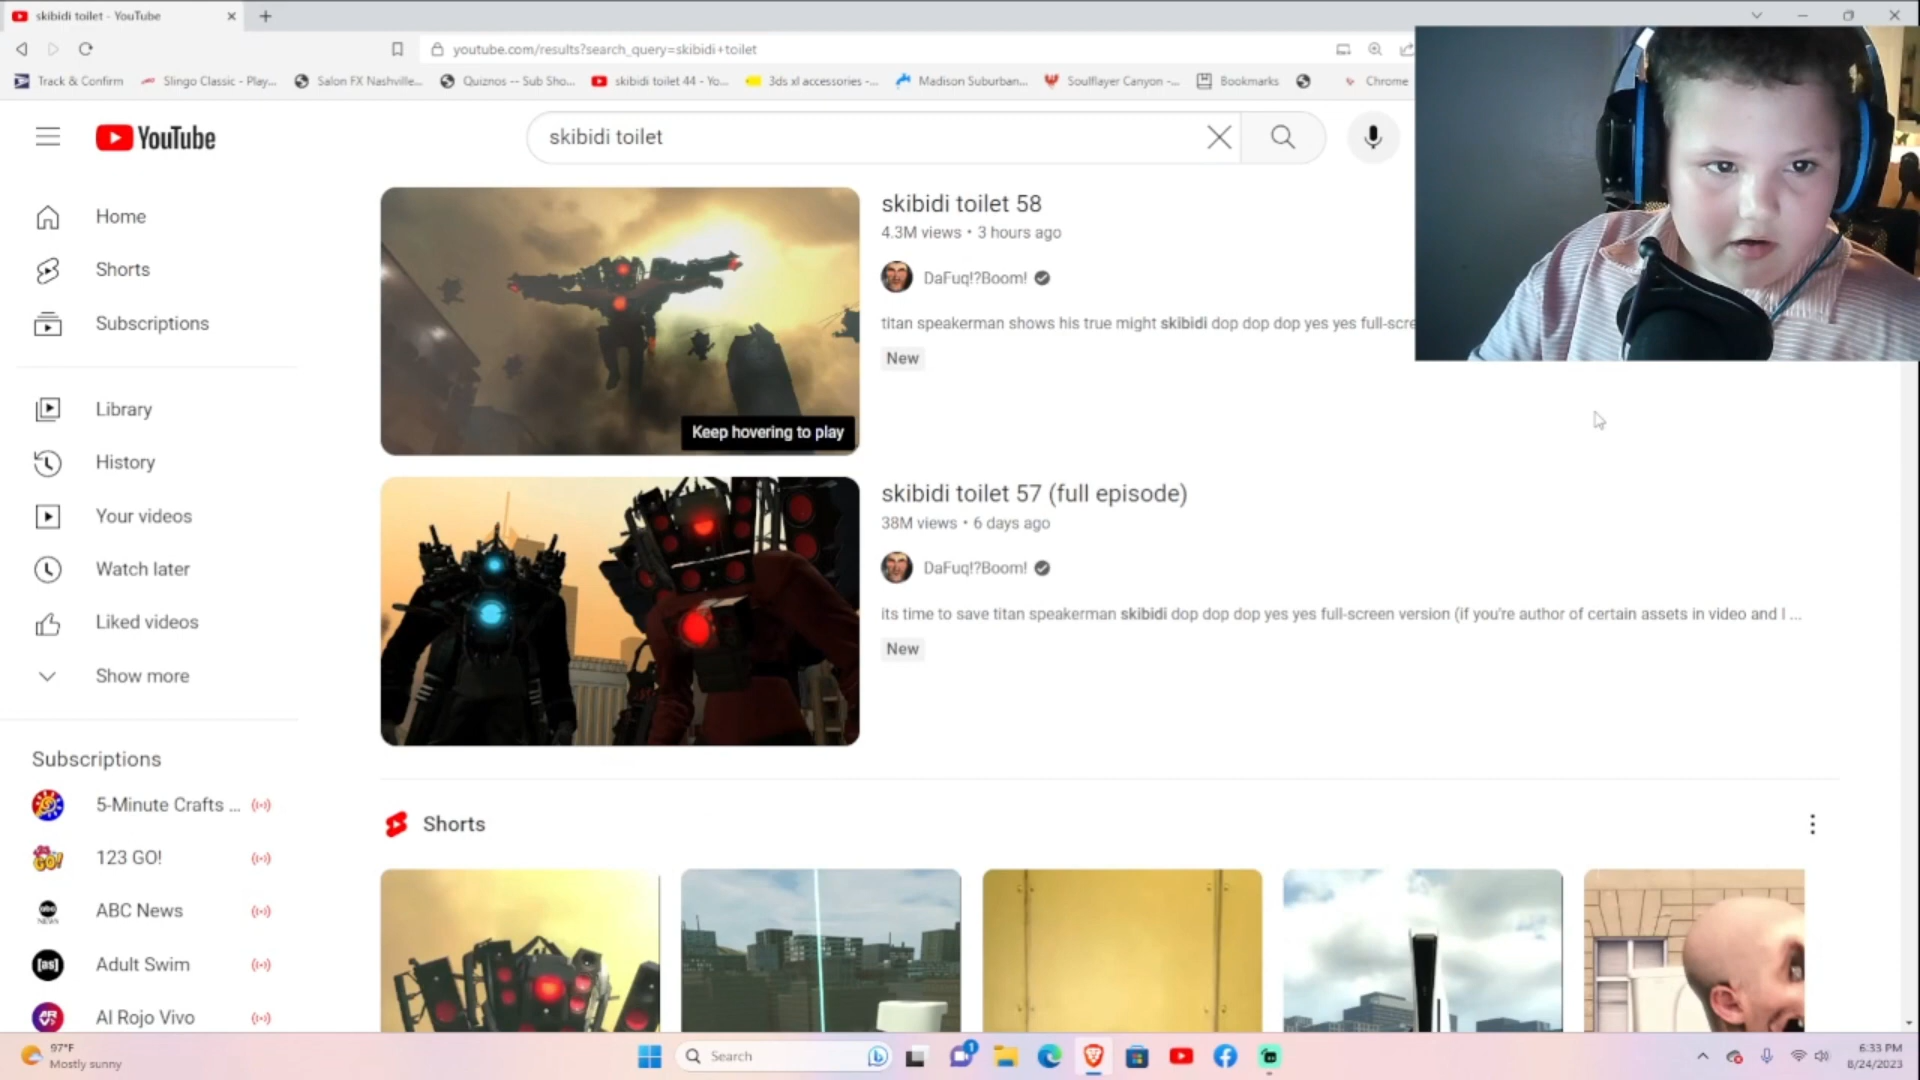 skibidi toilet - YouTube
youtube.com/results?search_query=skibidi+toilet
Track & Confirm
Slingo Classic - Play...
Salon FX Nashville...
Quiznos -- Sub Sho...
skibidi toilet 44 - Yo...
3ds xl accessories -...
Madison Suburban...
Soulflayer Canyon -...
Bookmarks
Chrome
YouTube
skibidi toilet
Home
Shorts
Subscriptions
Library
History
Your videos
Watch later
Liked videos
Show more
Subscriptions
5-Minute Crafts ...
123 GO!
ABC News
Adult Swim
Al Rojo Vivo
Keep hovering to play
skibidi toilet 58
4.3M views • 3 hours ago
DaFuq!?Boom!
titan speakerman shows his true might skibidi dop dop dop yes yes full-scre
New
skibidi toilet 57 (full episode)
38M views • 6 days ago
DaFuq!?Boom!
its time to save titan speakerman skibidi dop dop dop yes yes full-screen version (if you're author of certain assets in video and I ...
New
Shorts
97°F
Mostly sunny
Search
1
6:33 PM
8/24/2023